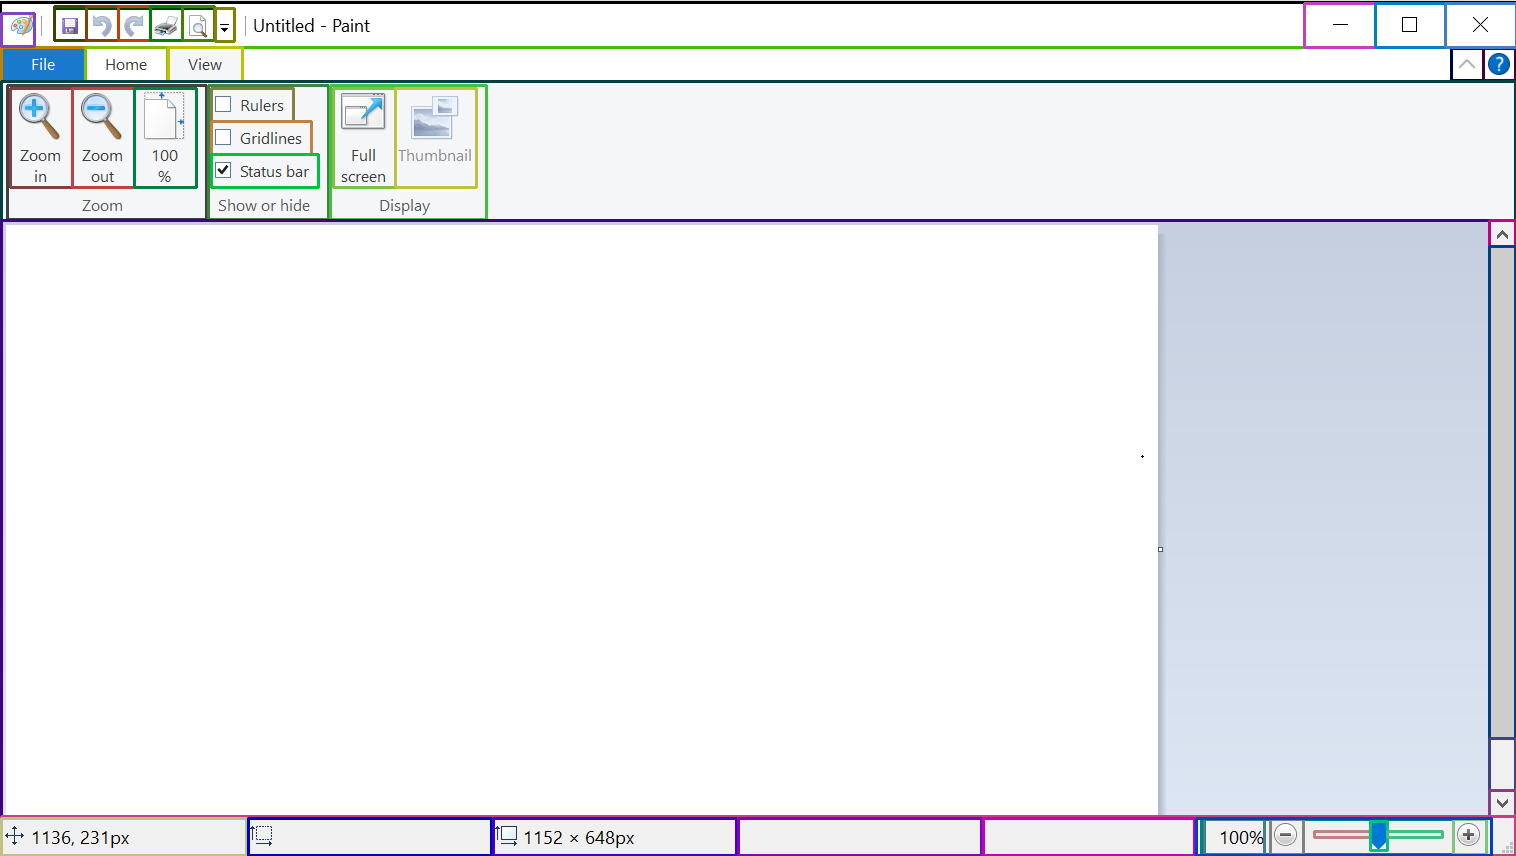 Untitled - Paint
File
Home
View
Zoom in
Zoom out
100 %
Rulers
Gridlines
Status bar
Full screen
Thumbnail
Zoom
Show or hide
Display
1136, 231px
1152 × 648px
100%